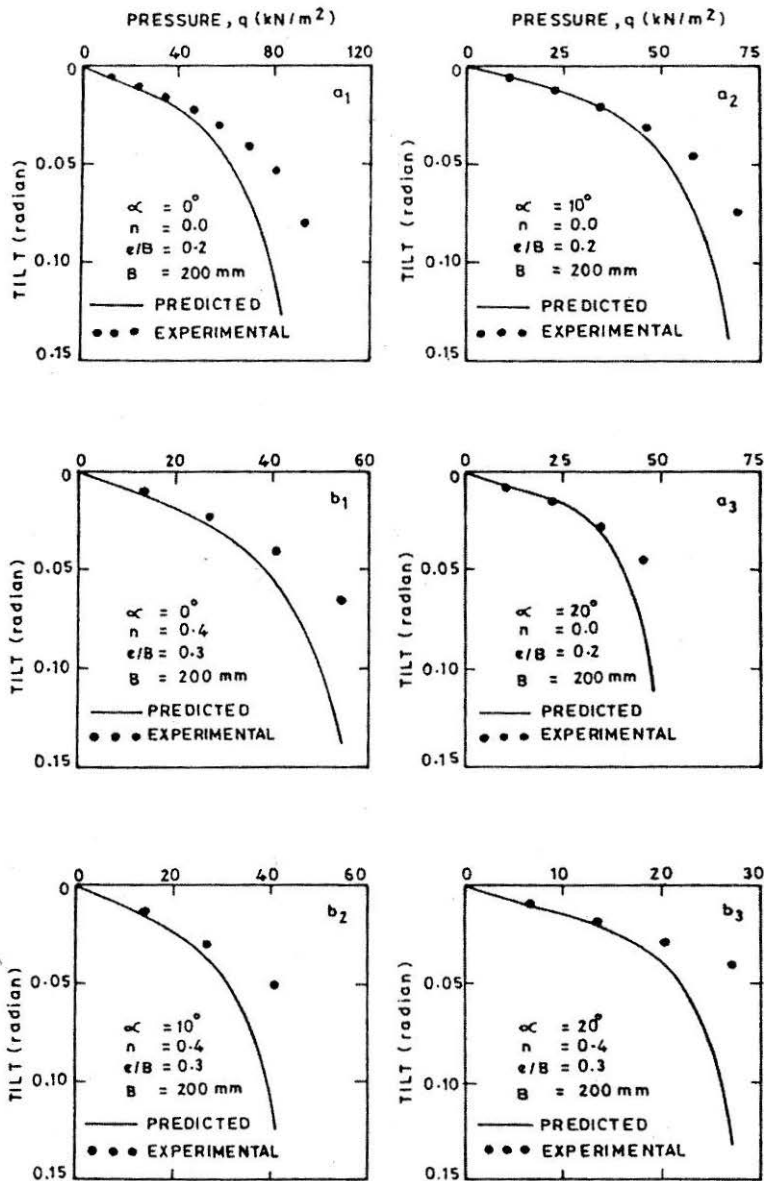 PRESSURE, q (kN/m²)
0 40 80 120
a₁
0
0.05
0.10
0.15
TILT (radian)
∝ = 0°
n = 0.0
e/B = 0.2
B = 200 mm
PREDICTED
EXPERIMENTAL
PRESSURE, q (kN/m²)
0 25 50 75
a₂
0
0.05
0.10
0.15
TILT (radian)
∝ = 10°
n = 0.0
e/B = 0.2
B = 200 mm
PREDICTED
EXPERIMENTAL
0 20 40 60
b₁
0
0.05
0.10
0.15
TILT (radian)
∝ = 0°
n = 0.4
e/B = 0.3
B = 200 mm
PREDICTED
EXPERIMENTAL
0 25 50 75
a₃
0
0.05
0.10
0.15
TILT (radian)
∝ = 20°
n = 0.0
e/B = 0.2
B = 200 mm
PREDICTED
EXPERIMENTAL
0 20 40 60
b₂
0
0.05
0.10
0.15
TILT (radian)
∝ = 10°
n = 0.4
e/B = 0.3
B = 200 mm
PREDICTED
EXPERIMENTAL
0 10 20 30
b₃
0
0.05
0.10
0.15
TILT (radian)
∝ = 20°
n = 0.4
e/B = 0.3
B = 200 mm
PREDICTED
EXPERIMENTAL